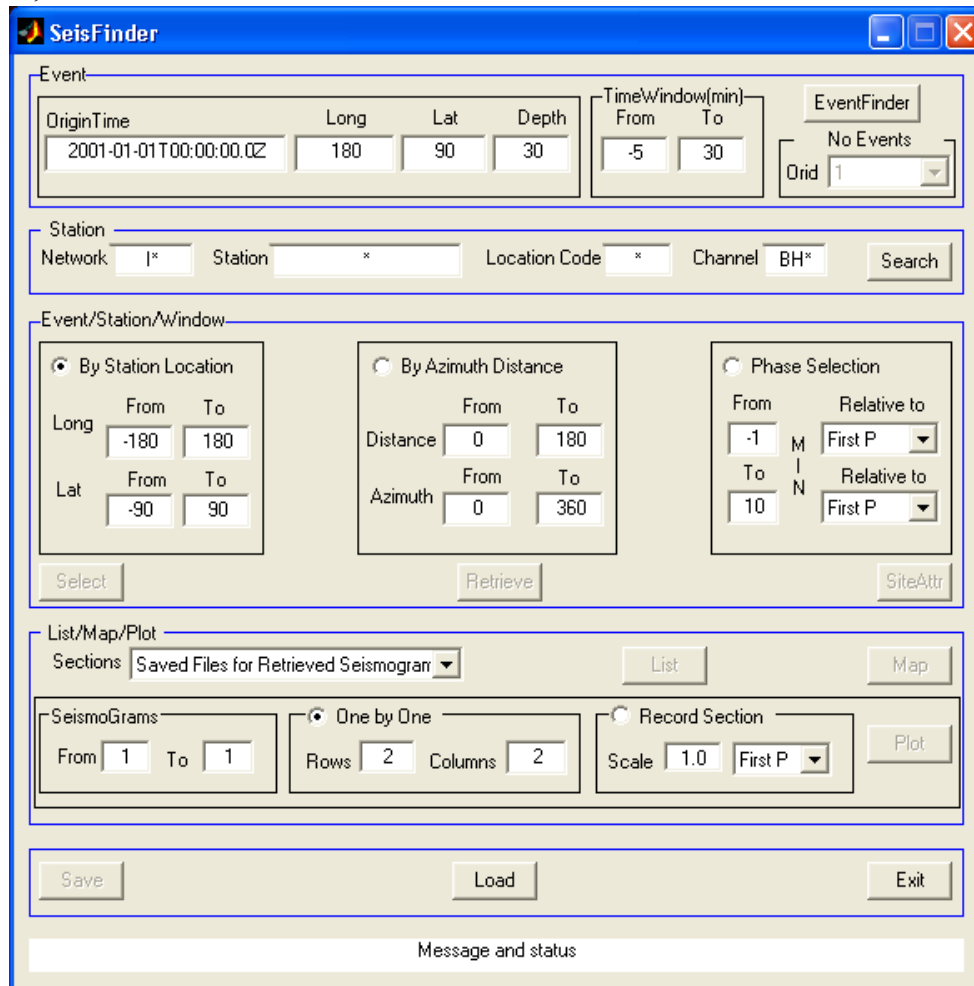 SeisFinder
Event
TimeWindow(min)
EventFinder
OriginTime Long Lat Depth From To
No Events
2001-01-01T00:00:00.0Z 180 90 30 -5 30
Orid 1
Station
Network I* Station * Location Code * Channel BH* Search
Event/Station/Window
By Station Location By Azimuth Distance Phase Selection
From To From To From Relative to
Long -180 180 Distance 0 180 -1 First P
MIN
From To From To To Relative to
Lat -90 90 Azimuth 0 360 10 First P
Select Retrieve SiteAttr
List/Map/Plot
Sections Saved Files for Retrieved Seismogram List Map
SeismoGrams One by One Record Section
From 1 To 1 Rows 2 Columns 2 Scale 1.0 First P Plot
Save Load Exit
Message and status